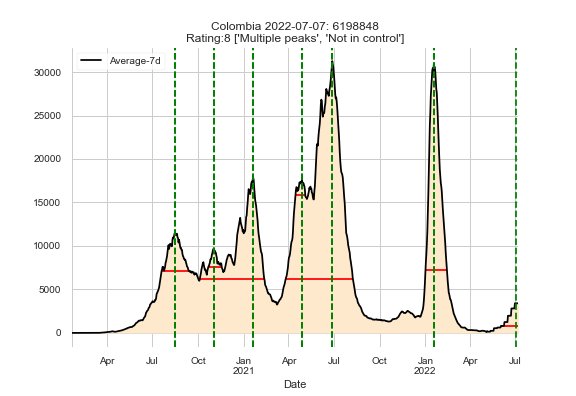 Colombia 2022-07-07: 6198848
Rating:8 ['Multiple peaks', 'Not in control']
Average-7d
30000
25000
20000
15000
10000
5000
0
Apr Jul Oct Jan Apr Jul Oct Jan Apr Jul
2021 2022
Date